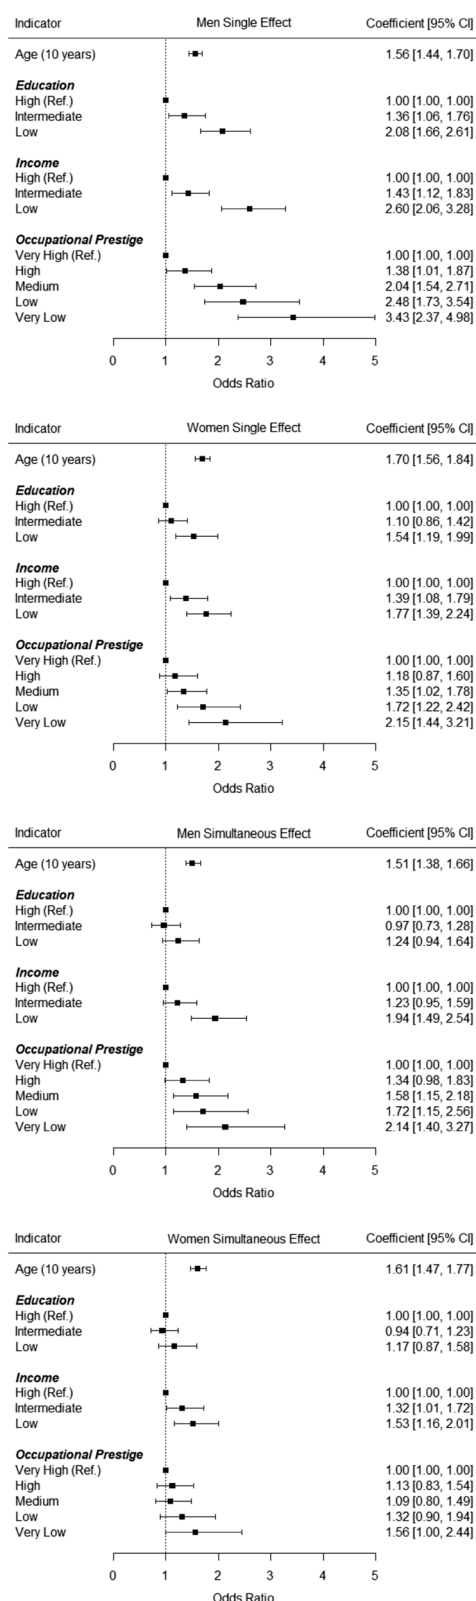 Indicator Men Single Effect Coefficient [95% CI]
Age (10 years) 1.56 [1.44, 1.70]
Education
High (Ref.) 1.00 [1.00, 1.00]
Intermediate 1.36 [1.06, 1.76]
Low 2.08 [1.66, 2.61]
Income
High (Ref.) 1.00 [1.00, 1.00]
Intermediate 1.43 [1.12, 1.83]
Low 2.60 [2.06, 3.28]
Occupational Prestige
Very High (Ref.) 1.00 [1.00, 1.00]
High 1.38 [1.01, 1.87]
Medium 2.04 [1.54, 2.71]
Low 2.48 [1.73, 3.54]
Very Low 3.43 [2.37, 4.98]
0 1 2 3 4 5
Odds Ratio
Indicator Women Single Effect Coefficient [95% CI]
Age (10 years) 1.70 [1.56, 1.84]
Education
High (Ref.) 1.00 [1.00, 1.00]
Intermediate 1.10 [0.86, 1.42]
Low 1.54 [1.19, 1.99]
Income
High (Ref.) 1.00 [1.00, 1.00]
Intermediate 1.39 [1.08, 1.79]
Low 1.77 [1.39, 2.24]
Occupational Prestige
Very High (Ref.) 1.00 [1.00, 1.00]
High 1.18 [0.87, 1.60]
Medium 1.35 [1.02, 1.78]
Low 1.72 [1.22, 2.42]
Very Low 2.15 [1.44, 3.21]
0 1 2 3 4 5
Odds Ratio
Indicator Men Simultaneous Effect Coefficient [95% CI]
Age (10 years) 1.51 [1.38, 1.66]
Education
High (Ref.) 1.00 [1.00, 1.00]
Intermediate 0.97 [0.73, 1.28]
Low 1.24 [0.94, 1.64]
Income
High (Ref.) 1.00 [1.00, 1.00]
Intermediate 1.23 [0.95, 1.59]
Low 1.94 [1.49, 2.54]
Occupational Prestige
Very High (Ref.) 1.00 [1.00, 1.00]
High 1.34 [0.98, 1.83]
Medium 1.58 [1.15, 2.18]
Low 1.72 [1.15, 2.56]
Very Low 2.14 [1.40, 3.27]
0 1 2 3 4 5
Odds Ratio
Indicator Women Simultaneous Effect Coefficient [95% CI]
Age (10 years) 1.61 [1.47, 1.77]
Education
High (Ref.) 1.00 [1.00, 1.00]
Intermediate 0.94 [0.71, 1.23]
Low 1.17 [0.87, 1.58]
Income
High (Ref.) 1.00 [1.00, 1.00]
Intermediate 1.32 [1.01, 1.72]
Low 1.53 [1.16, 2.01]
Occupational Prestige
Very High (Ref.) 1.00 [1.00, 1.00]
High 1.13 [0.83, 1.54]
Medium 1.09 [0.80, 1.49]
Low 1.32 [0.90, 1.94]
Very Low 1.56 [1.00, 2.44]
0 1 2 3 4 5
Odds Ratio